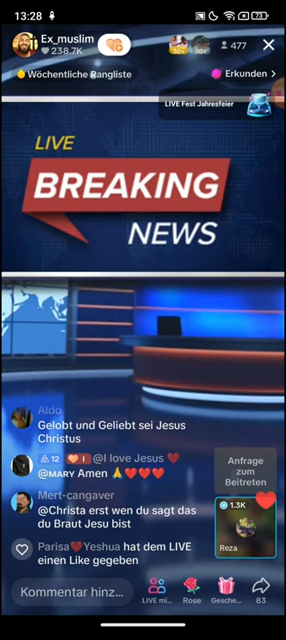 13:28
73
Ex_muslim
238.7K
30+
10+
477
Wöchentliche Rangliste
Erkunden >
LIVE Fest Jahresfeier
LIVE
BREAKING
NEWS
Aldo
Gelobt und Geliebt sei Jesus
Christus
12 I @I love Jesus ❤️
@MARY Amen 🙏❤️❤️❤️
Mert-cangaver
@Christa erst wen du sagt das
du Braut Jesu bist
Parisa❤️Yeshua hat dem LIVE
einen Like gegeben
Anfrage
zum
Beitreten
1.3K
Reza
Kommentar hinz...
LIVE mi...
Rose
Gesche...
83